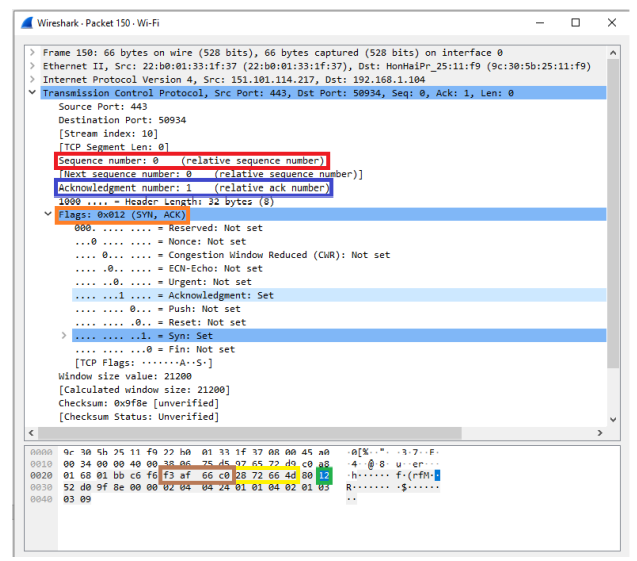 Wireshark · Packet 150 · Wi-Fi
Frame 150: 66 bytes on wire (528 bits), 66 bytes captured (528 bits) on interface 0
Ethernet II, Src: 22:b0:01:33:1f:37 (22:b0:01:33:1f:37), Dst: HonHaiPr_25:11:f9 (9c:30:5b:25:11:f9)
Internet Protocol Version 4, Src: 151.101.114.217, Dst: 192.168.1.104
Transmission Control Protocol, Src Port: 443, Dst Port: 50934, Seq: 0, Ack: 1, Len: 0
Source Port: 443
Destination Port: 50934
[Stream index: 10]
[TCP Segment Len: 0]
Sequence number: 0 (relative sequence number)
[Next sequence number: 0 (relative sequence number)]
Acknowledgment number: 1 (relative ack number)
1000 .... = Header Length: 32 bytes (8)
Flags: 0x012 (SYN, ACK)
000. .... .... = Reserved: Not set
...0 .... .... = Nonce: Not set
.... 0... .... = Congestion Window Reduced (CWR): Not set
.... .0.. .... = ECN-Echo: Not set
.... ..0. .... = Urgent: Not set
.... ...1 .... = Acknowledgment: Set
.... .... 0... = Push: Not set
.... .... .0.. = Reset: Not set
.... .... ..1. = Syn: Set
.... .... ...0 = Fin: Not set
[TCP Flags: ·······A··S·]
Window size value: 21200
[Calculated window size: 21200]
Checksum: 0x9f8e [unverified]
[Checksum Status: Unverified]
0000 9c 30 5b 25 11 f9 22 b0 01 33 1f 37 08 00 45 a0 ·0[%··"· ·3·7··E·
0010 00 34 00 00 40 00 38 06 75 d5 97 65 72 d9 c0 a8 ·4··@·8· u··er···
0020 01 68 01 bb c6 f6 f3 af 66 c0 28 72 66 4d 80 12 ·h······ f·(rfM··
0030 52 d0 9f 8e 00 00 02 04 04 24 01 01 04 02 01 03 R······· ·$······
0040 03 09 ··